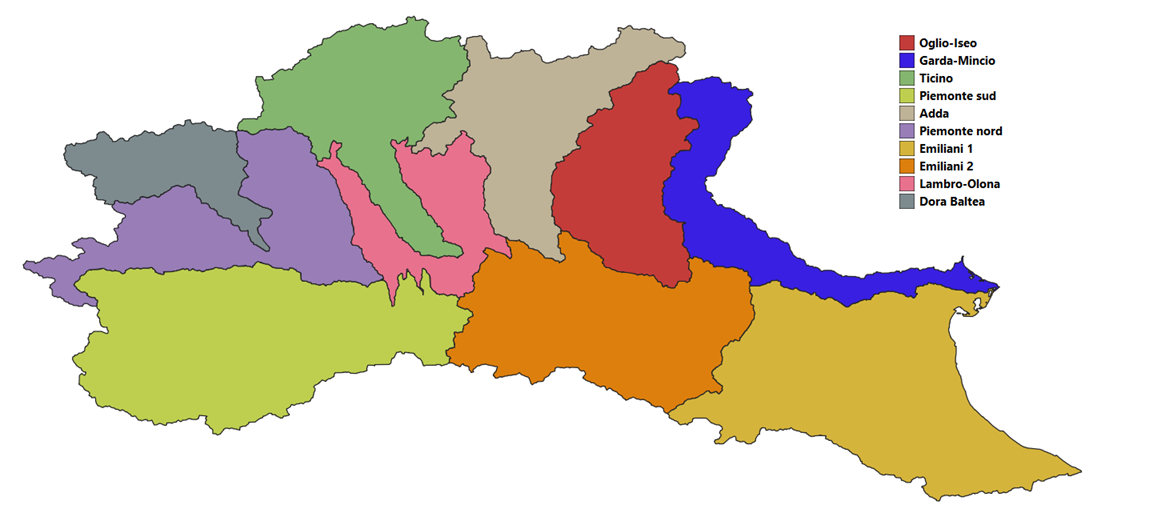 Oglio-Iseo
Garda-Mincio
Ticino
Piemonte sud
Adda
Piemonte nord
Emiliani 1
Emiliani 2
Lambro-Olona
Dora Baltea